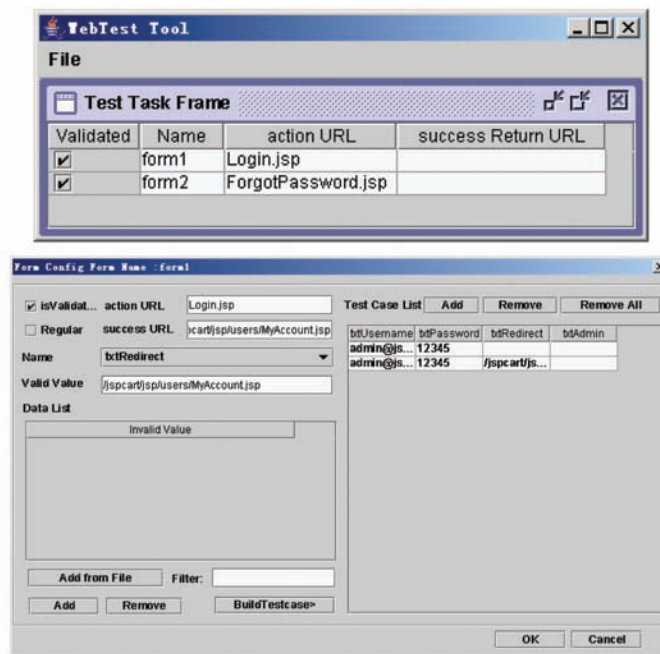 WebTest Tool
File
Test Task Frame
Validated Name action URL success Return URL
form1 Login.jsp
form2 ForgotPassword.jsp
Form Config Form Name :form1
isValidat... action URL Login.jsp Test Case List Add Remove Remove All
Regular success URL ocart/jsp/users/MyAccount.jsp
txtUsername txtPassword txtRedirect txtAdmin
admin@js... 12345
admin@js... 12345 /jspcart/js...
Name txtRedirect
Valid Value /jspcart/jsp/users/MyAccount.jsp
Data List
Invalid Value
Add from File Filter:
Add Remove BuildTestcase>
OK Cancel